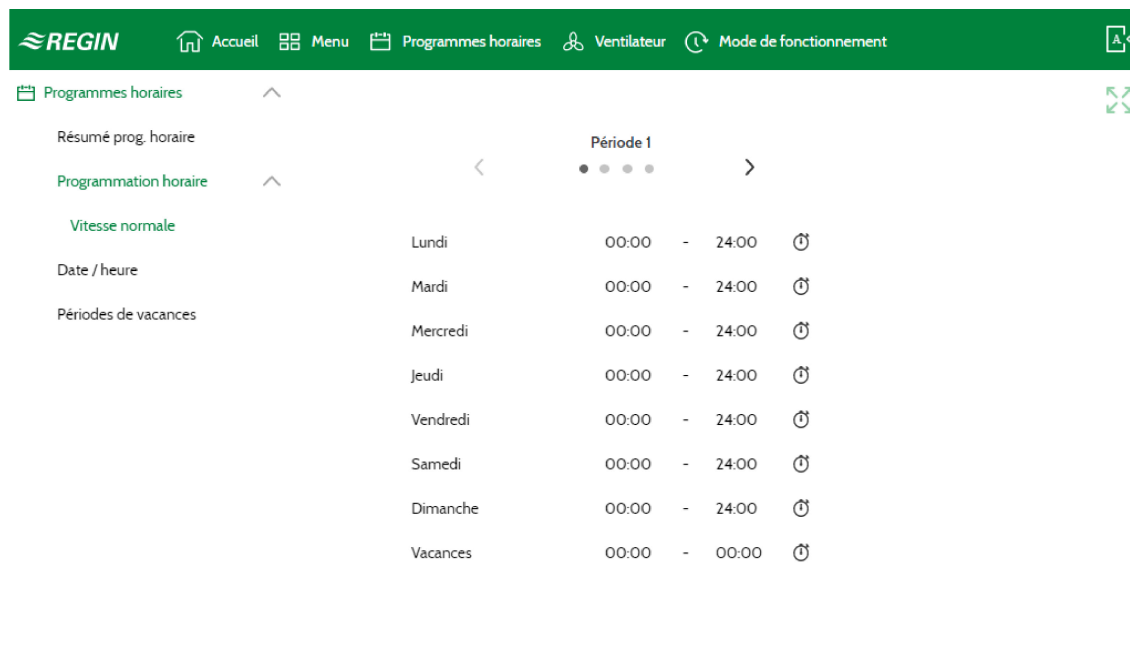 REGIN Accueil Menu Programmes horaires Ventilateur Mode de fonctionnement A
Programmes horaires
Résumé prog. horaire
Programmation horaire
Vitesse normale
Date / heure
Périodes de vacances
Période 1
Lundi 00:00 - 24:00
Mardi 00:00 - 24:00
Mercredi 00:00 - 24:00
Jeudi 00:00 - 24:00
Vendredi 00:00 - 24:00
Samedi 00:00 - 24:00
Dimanche 00:00 - 24:00
Vacances 00:00 - 00:00